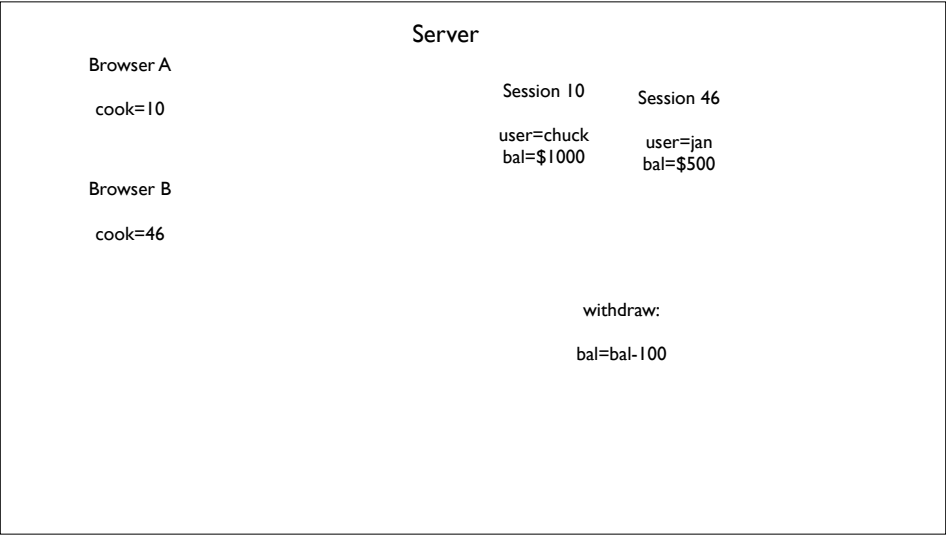 Server
Browser A
cook=10
Browser B
cook=46
Session 10
user=chuck
bal=$1000
Session 46
user=jan
bal=$500
withdraw:
bal=bal-100